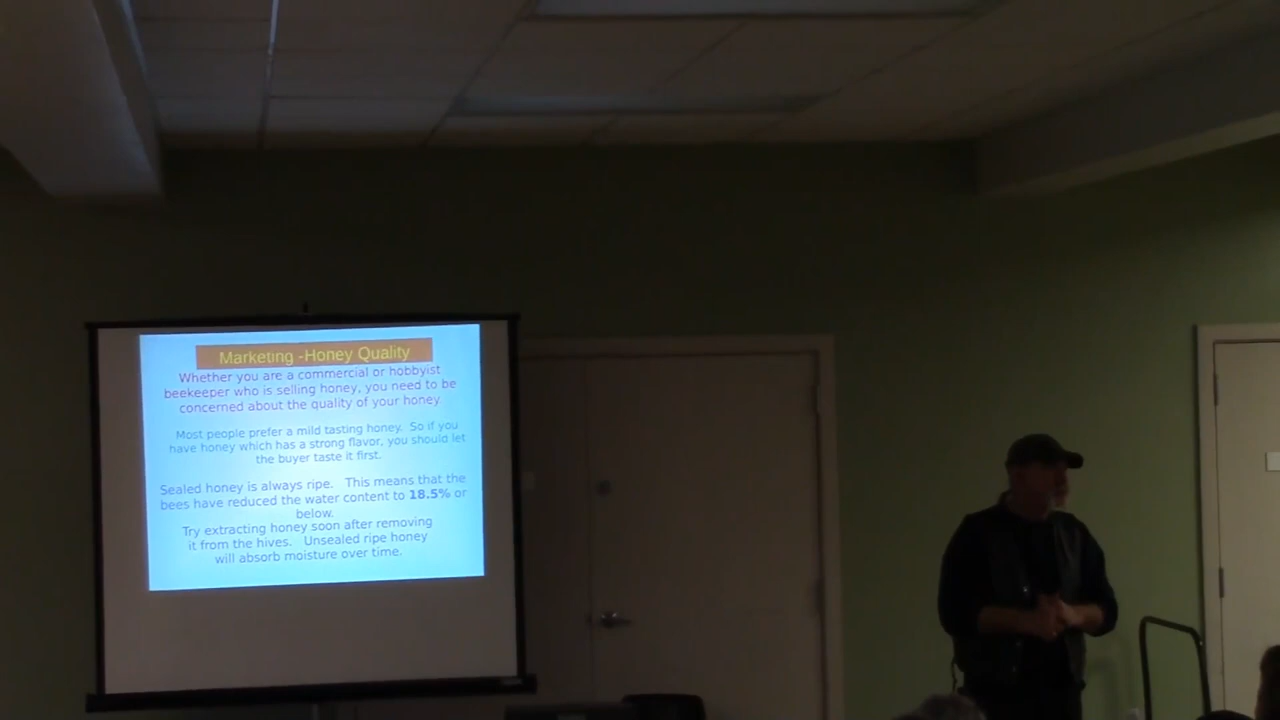 Marketing -Honey Quality
Whether you are a commercial or hobbyist
beekeeper who is selling honey, you need to be
concerned about the quality of your honey
Most people prefer a mild tasting honey. So if you
have honey which has a strong flavor, you should let
the buyer taste it first.
Sealed honey is always ripe. This means that the
bees have reduced the water content to 18.5% or
below.
Try extracting honey soon after removing
it from the hives. Unsealed ripe honey
will absorb moisture over time.